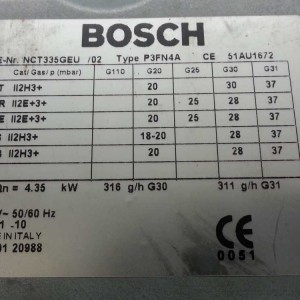 BOSCH
E-Nr. NCT335GEU /02 Type P3FN4A CE 51AU1672
Cat/Gas/p (mbar) G110 G20 G25 G30 G31
T II2H3+ 20 30 37
R II2E+3+ 20 25 28 37
E II2E+3+ 20 25 28 37
II2H3+ 18-20 28 37
II2H3+ 20 28 37
Qn = 4.35 kW 316 g/h G30 311 g/h G31
V~ 50/60 Hz
1 -10
IN ITALY
01 20988
CE
0051